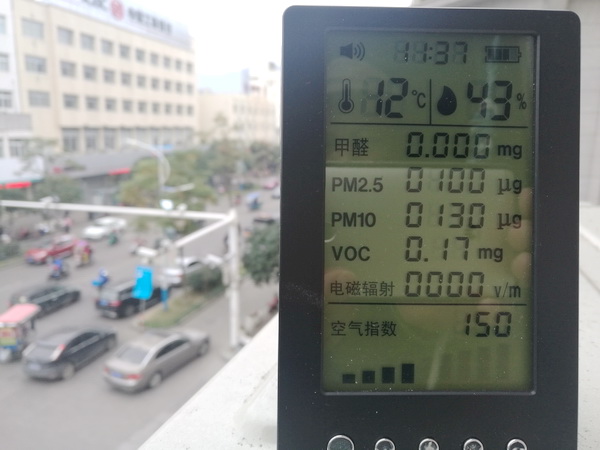 11:37
12°C 43%
甲醛 0.000 mg
PM2.5 0100 μg
PM10 0130 μg
VOC 0.17 mg
电磁辐射 0000 v/m
空气指数 150